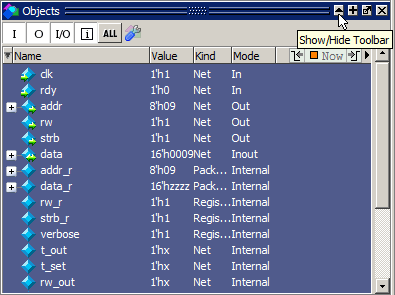 Objects
I O I/O i ALL
Show/Hide Toolbar
Name Value Kind Mode Now
clk 1'h1 Net In
rdy 1'h0 Net In
addr 8'h09 Net Out
rw 1'h1 Net Out
strb 1'h1 Net Out
data 16'h0009 Net Inout
addr_r 8'h09 Pack... Internal
data_r 16'hzzzz Pack... Internal
rw_r 1'h1 Regis... Internal
strb_r 1'h1 Regis... Internal
verbose 1'h1 Regis... Internal
t_out 1'hx Net Internal
t_set 1'hx Net Internal
rw_out 1'hx Net Internal